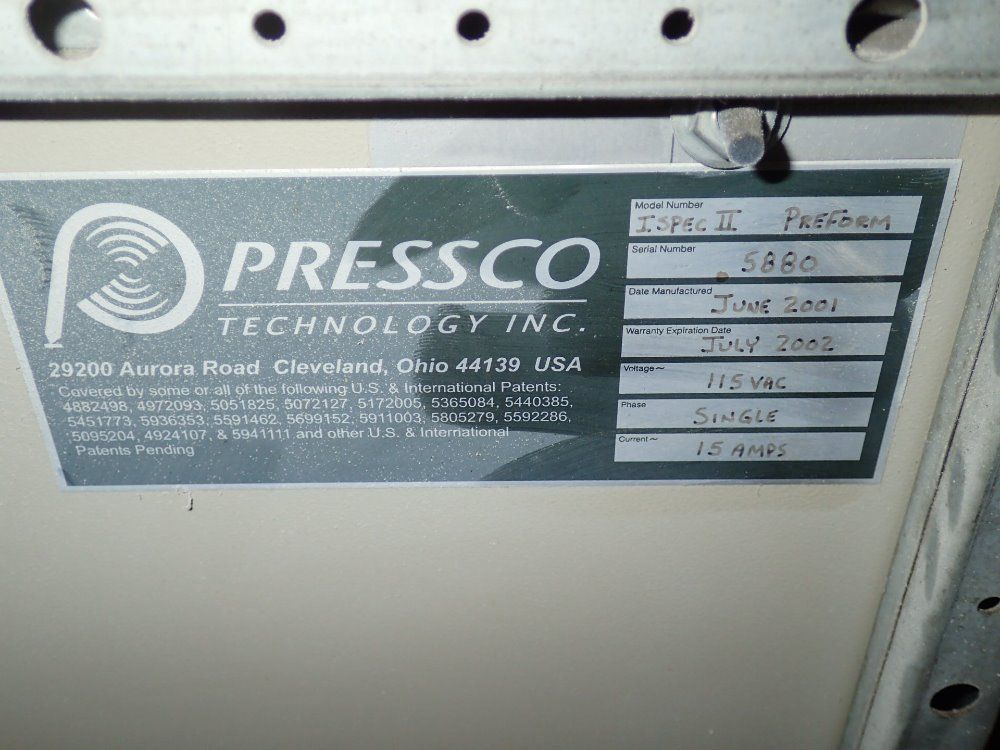 PRESSCO
TECHNOLOGY INC.
29200 Aurora Road Cleveland, Ohio 44139 USA
Covered by some or all of the following U.S. & International Patents:
4882498, 4972093, 5051825, 5072127, 5172005, 5365084, 5440385,
5451773, 5936353, 5591462, 5699152, 5911003, 5805279, 5592286,
5095204, 4924107, & 5941111 and other U.S. & International
Patents Pending
Model Number
ISPEC II PREFORM
Serial Number
5880
Date Manufactured
JUNE 2001
Warranty Expiration Date
JULY 2002
Voltage~
115 VAC
Phase
SINGLE
Current~
15 AMPS